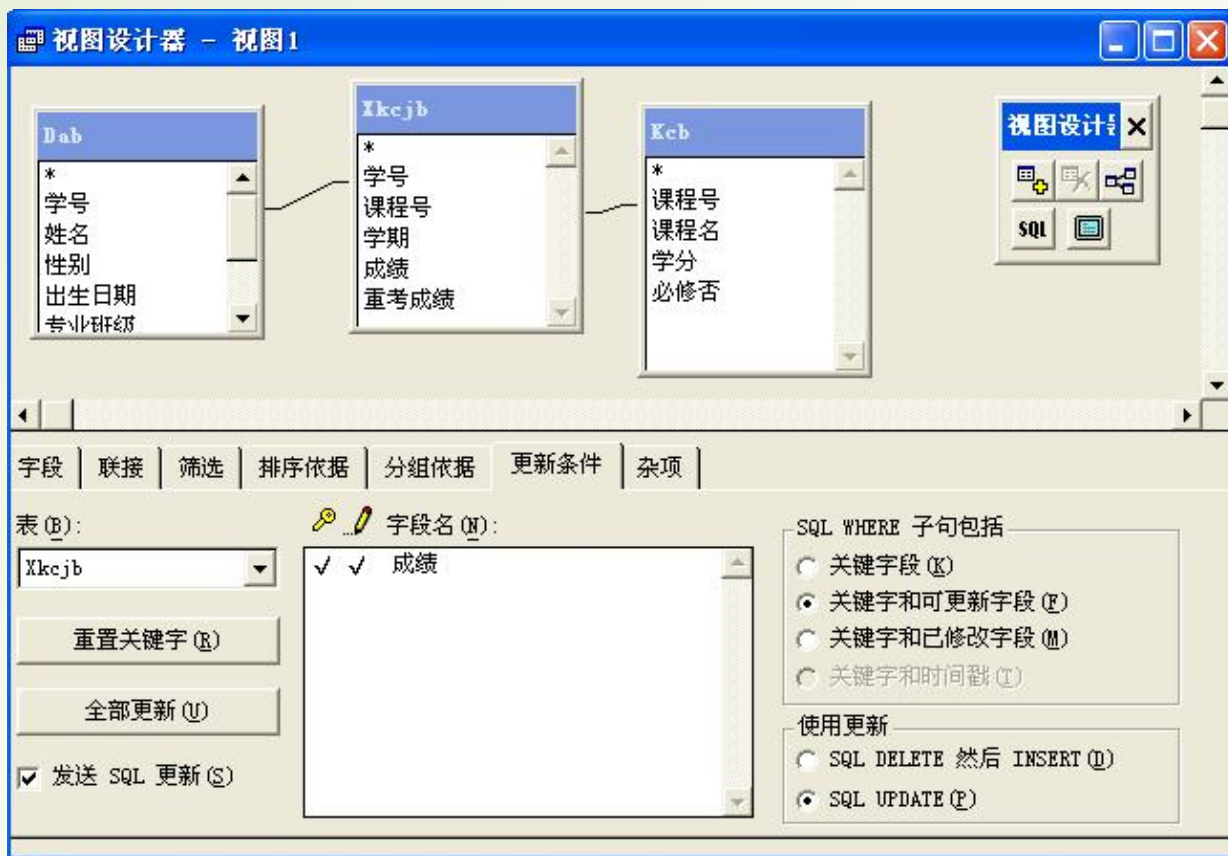 视图设计器 - 视图1
Dab
*
学号
姓名
性别
出生日期
专业班级
Xkcjb
*
学号
课程号
学期
成绩
重考成绩
Kcb
*
课程号
课程名
学分
必修否
视图设计
SQL
字段 联接 筛选 排序依据 分组依据 更新条件 杂项
表(B):
Xkcjb
重置关键字(R)
全部更新(U)
发送 SQL 更新(S)
字段名(N):
成绩
SQL WHERE 子句包括
关键字段(K)
关键字和可更新字段(F)
关键字和已修改字段(M)
关键字和时间戳(T)
使用更新
SQL DELETE 然后 INSERT(D)
SQL UPDATE(P)